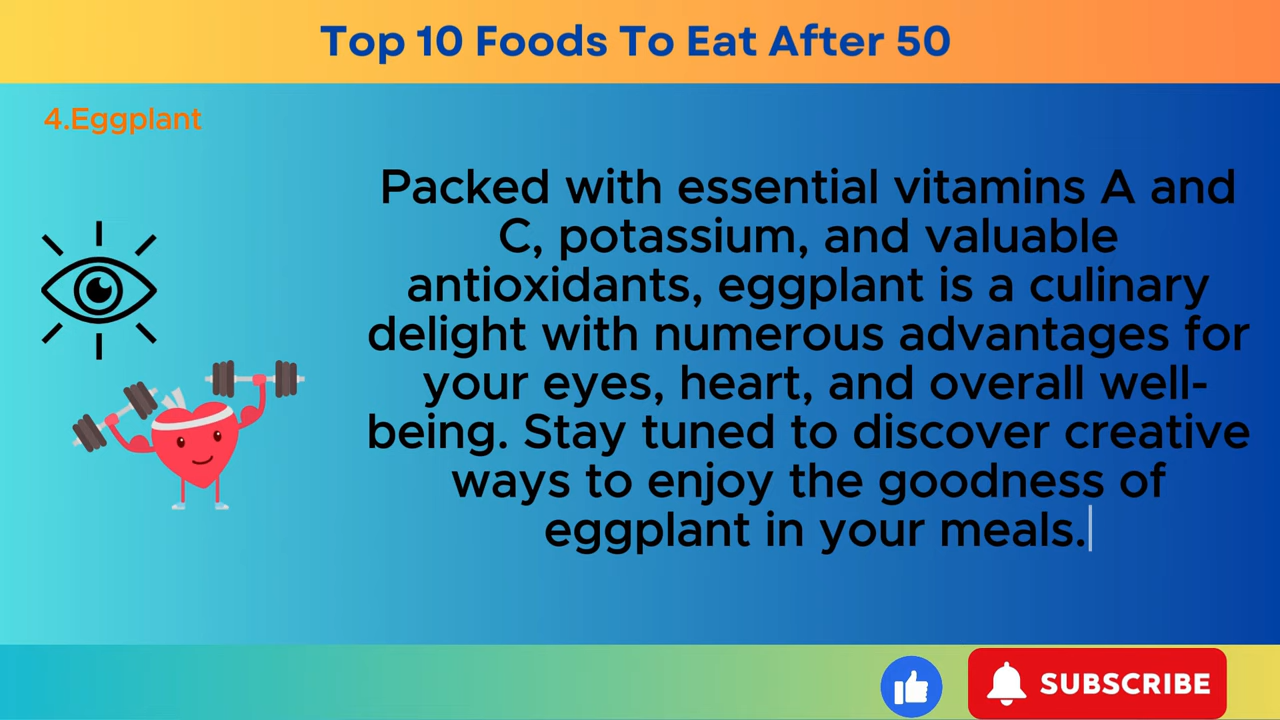 Top 10 Foods To Eat After 50
4.Eggplant
Packed with essential vitamins A and
C, potassium, and valuable
antioxidants, eggplant is a culinary
delight with numerous advantages for
your eyes, heart, and overall well-
being. Stay tuned to discover creative
ways to enjoy the goodness of
eggplant in your meals.
SUBSCRIBE